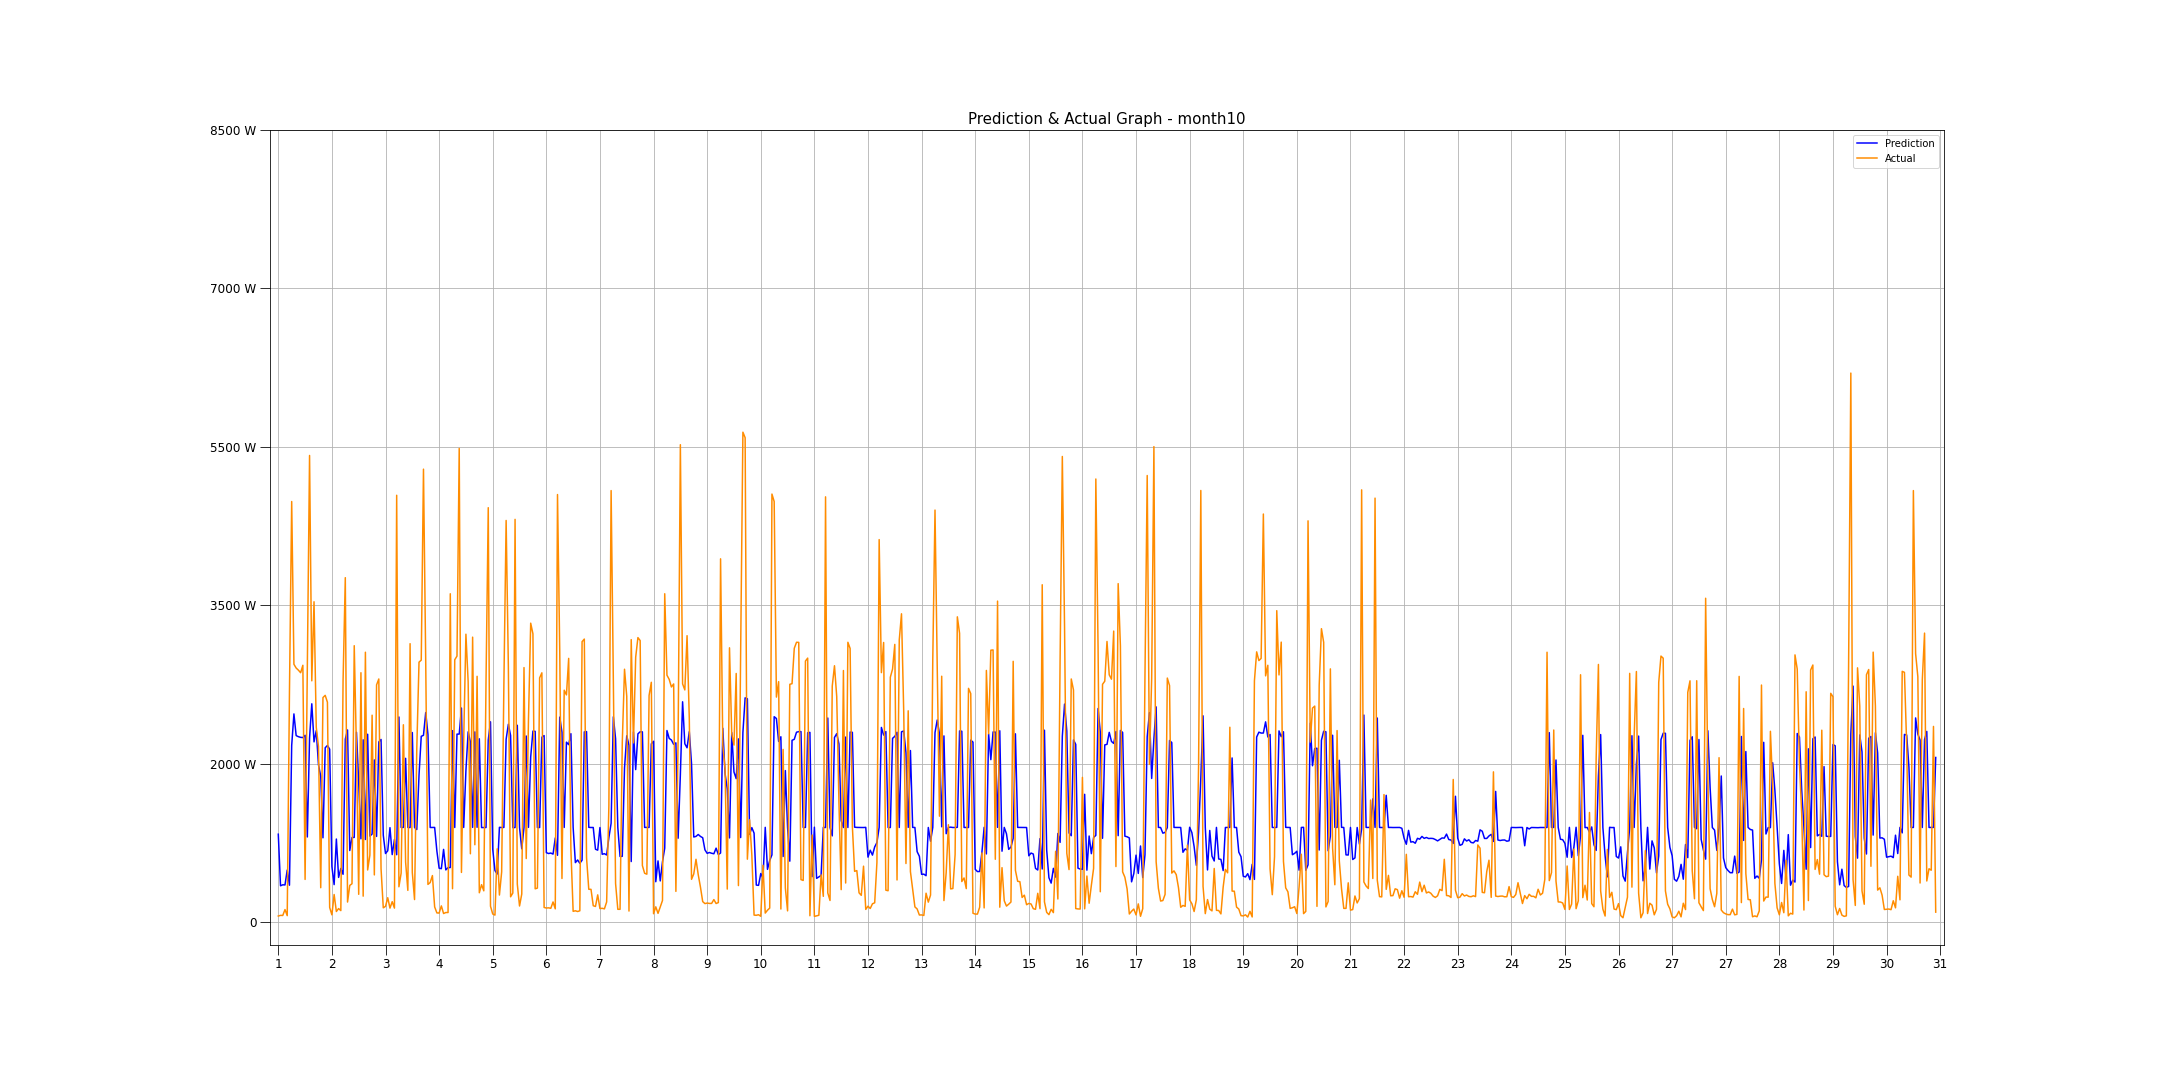 Prediction & Actual Graph - month10
8500 W
Prediction
Actual
7000 W
5500 W
3500 W
2000 W
0
1 2 3 4 5 6 7 8 9 10 11 12 13 14 15 16 17 18 19 20 21 22 23 24 25 26 27 27 28 29 30 31